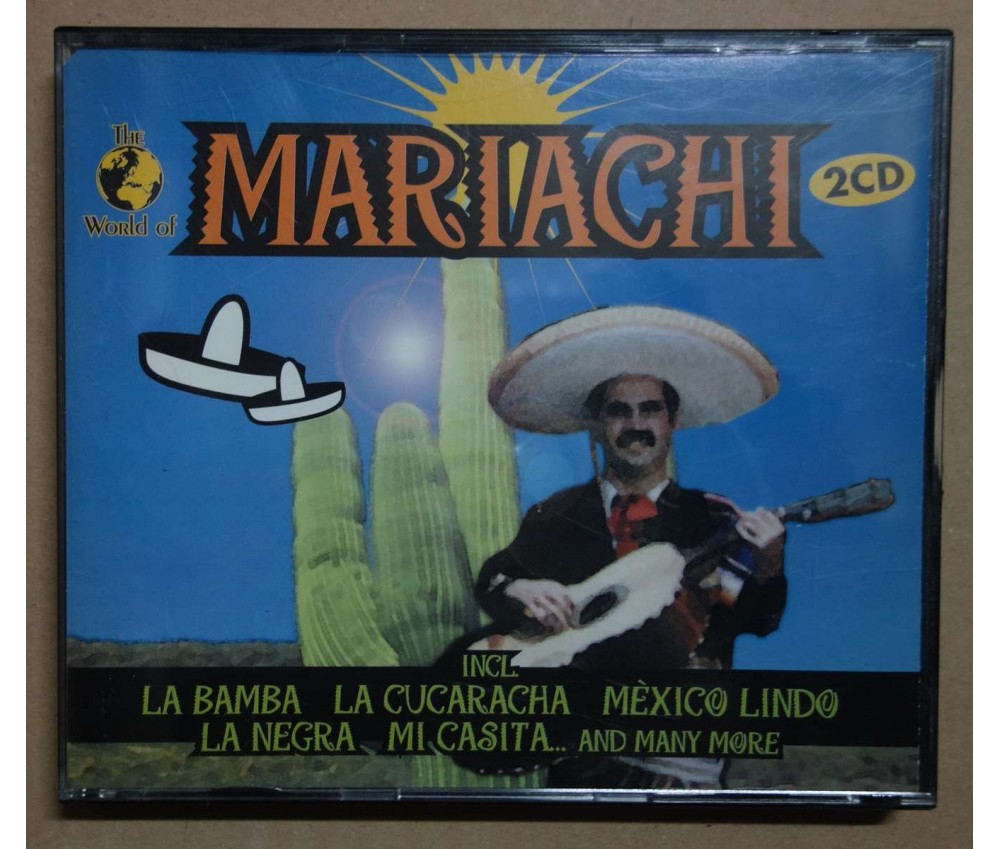 The
World of
MARIACHI
2CD
INCL.
LA BAMBA LA CUCARACHA MÈXICO LINDO
LA NEGRA MI CASITA... AND MANY MORE